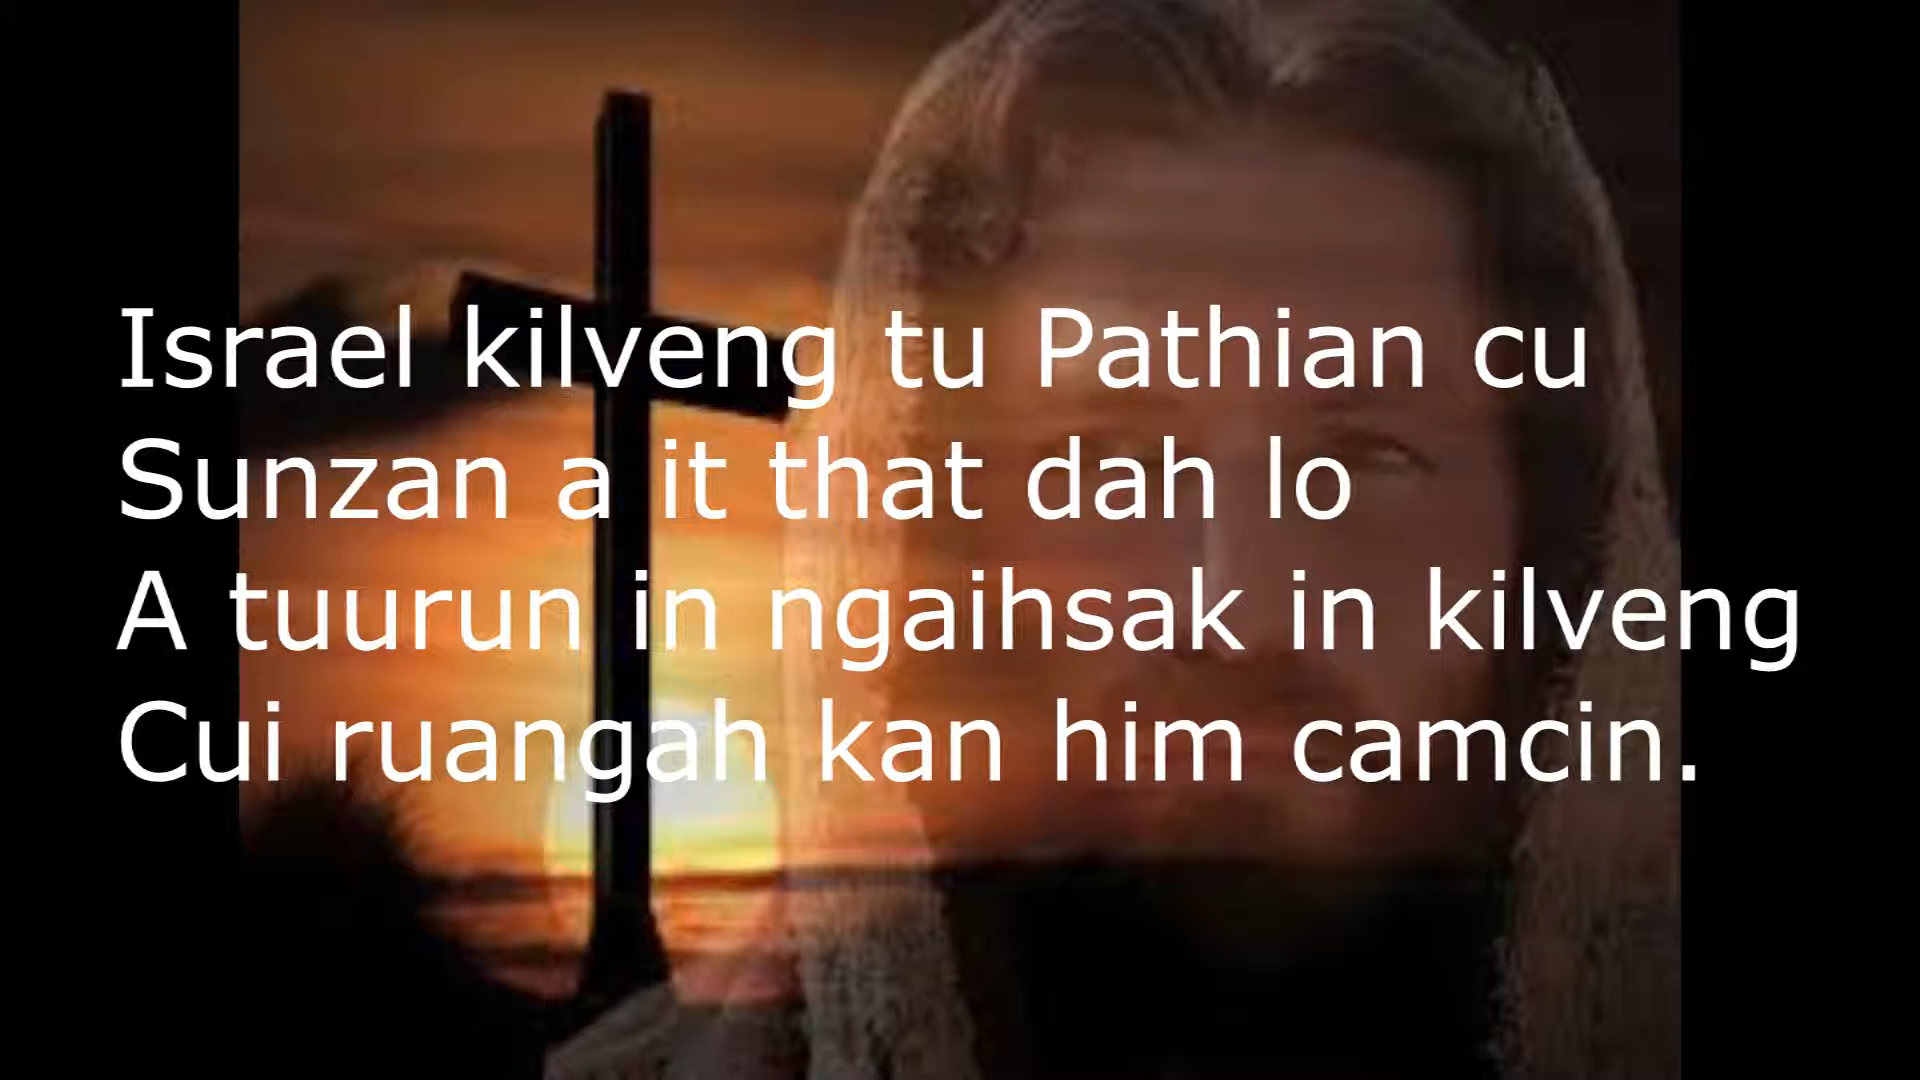 Israel kilveng tu Pathian cu
Sunzan a it that dah lo
A tuurun in ngaihsak in kilveng
Cui ruangah kan him camcin.